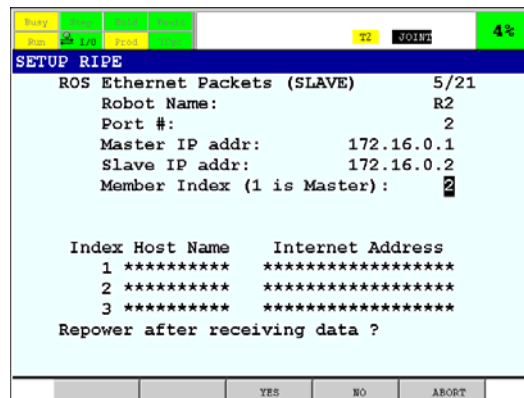 Busy Step Hold Fault
Run I/O Prod TCyc
T2 JOINT 4%
SETUP RIPE
ROS Ethernet Packets (SLAVE) 5/21
Robot Name: R2
Port #: 2
Master IP addr: 172.16.0.1
Slave IP addr: 172.16.0.2
Member Index (1 is Master): 2
Index Host Name Internet Address
1 ********** ******************
2 ********** ******************
3 ********** ******************
Repower after receiving data ?
YES NO ABORT